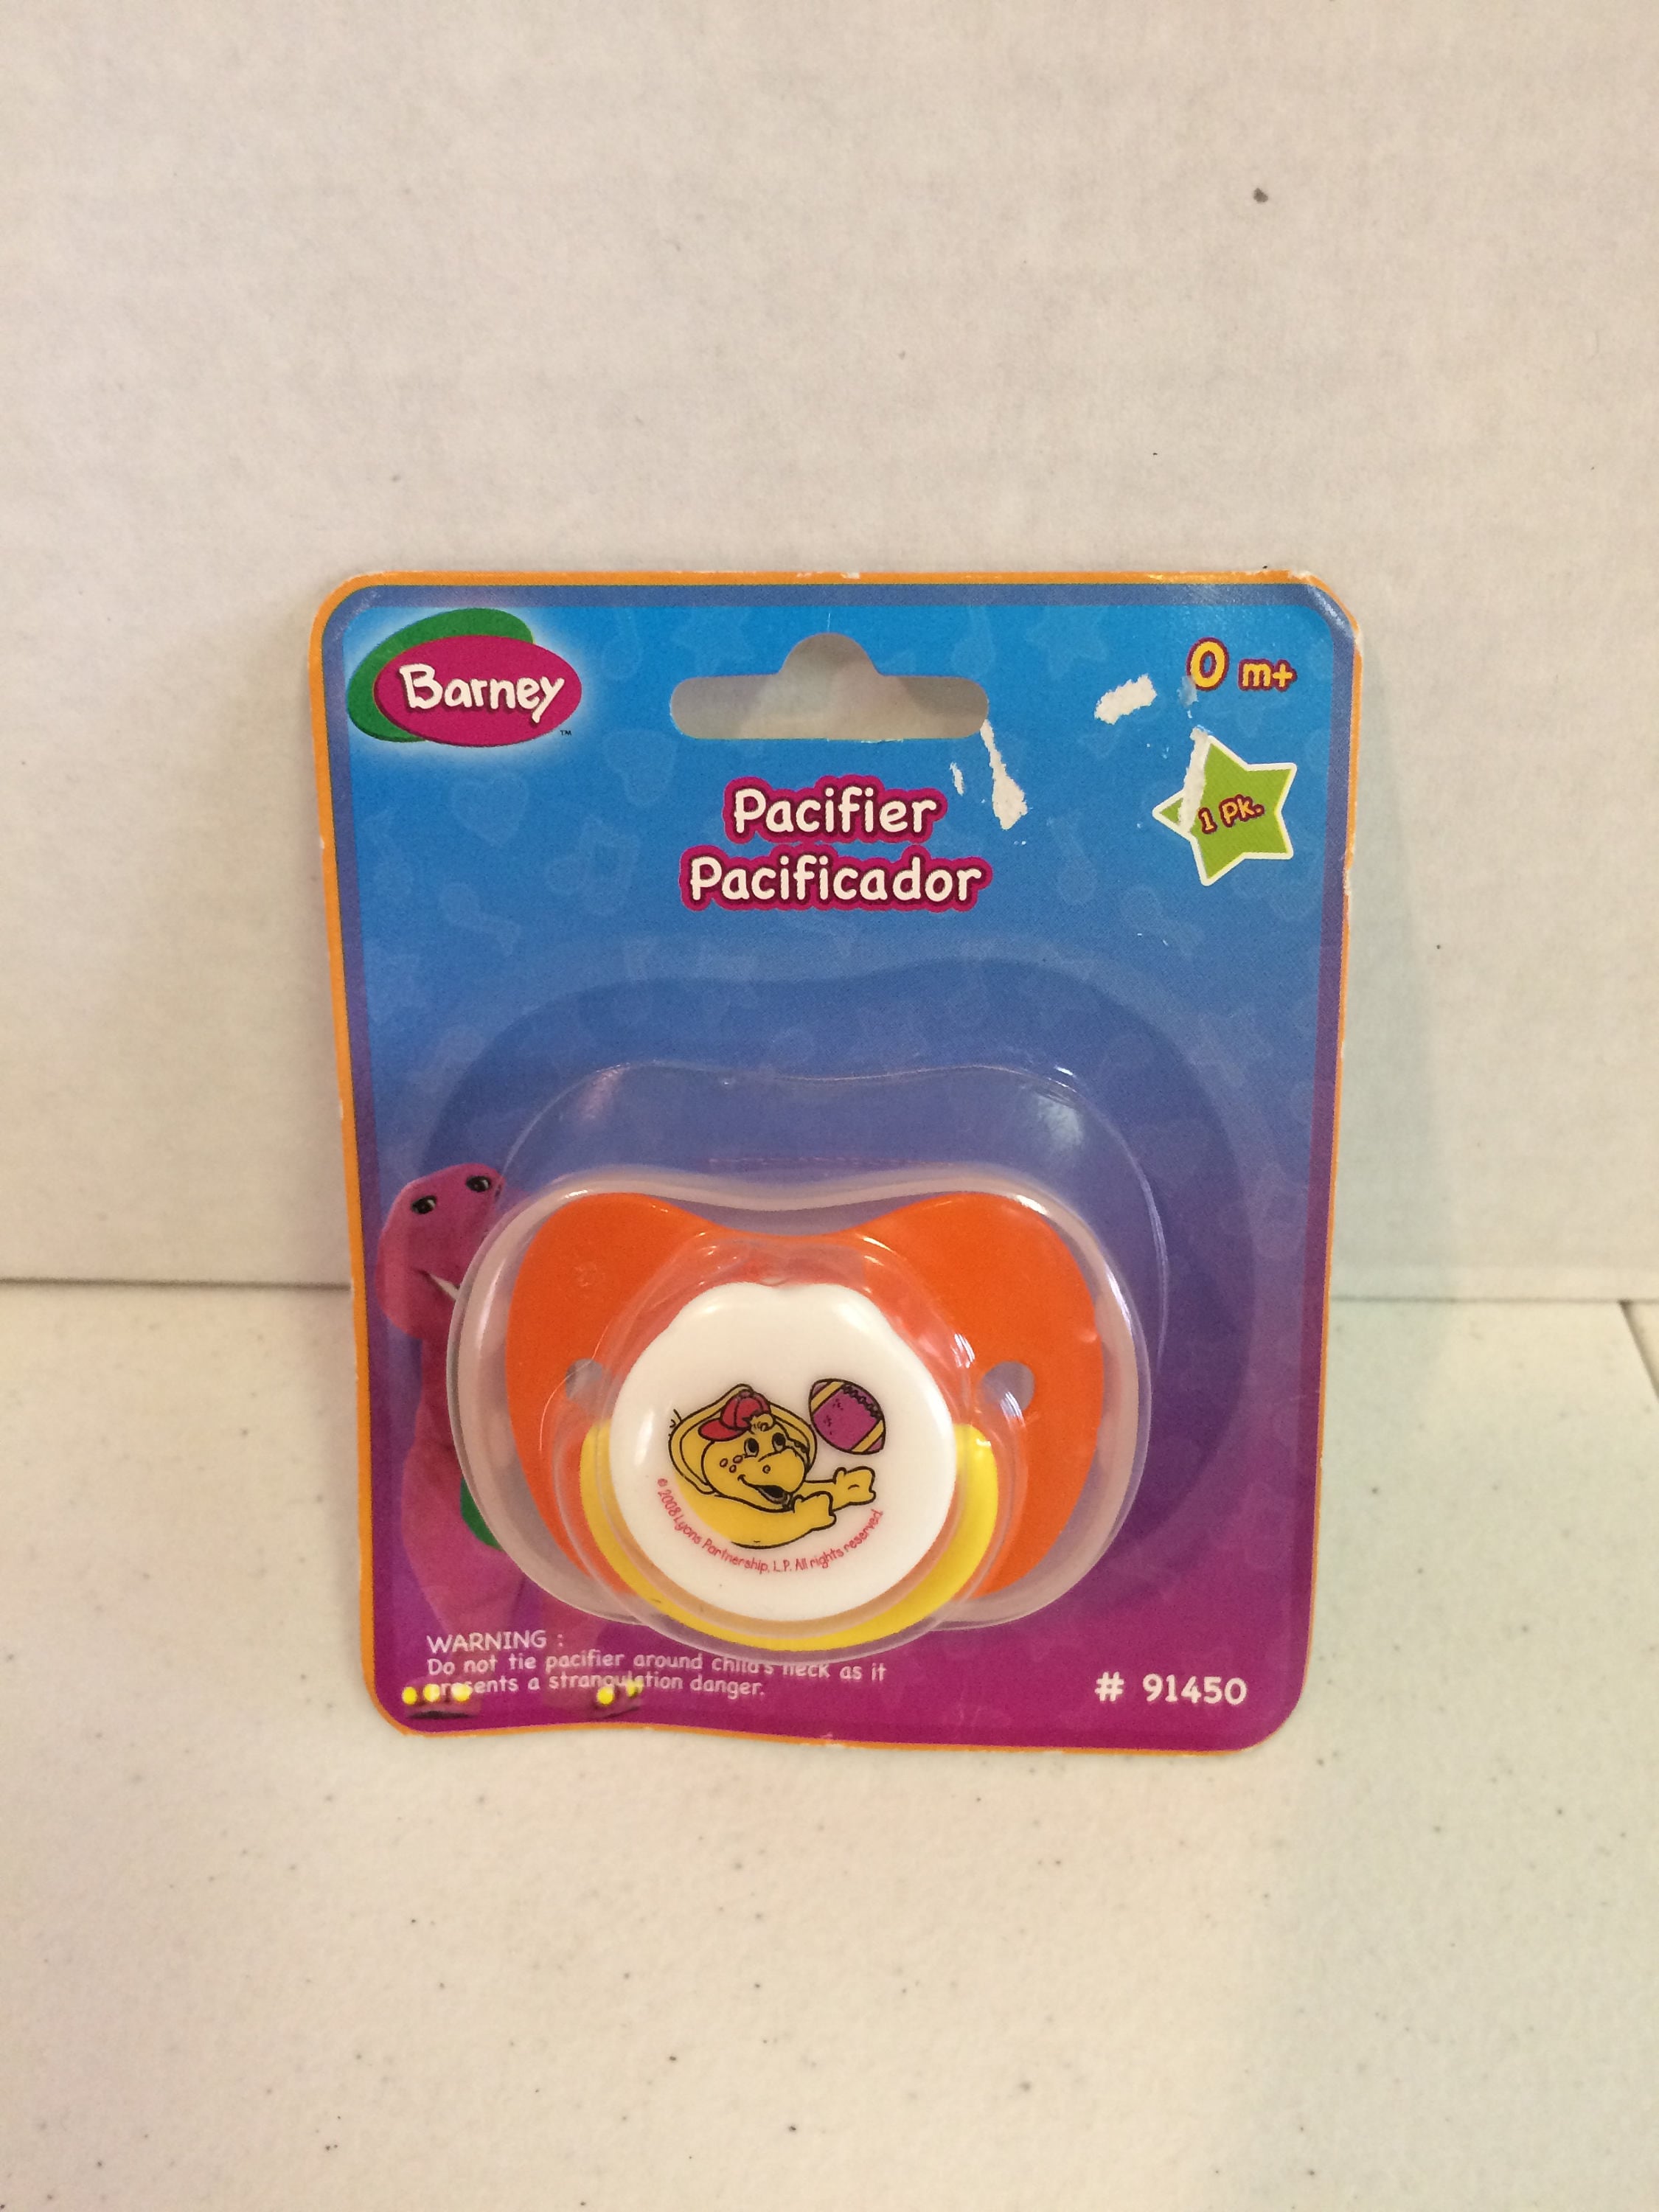 Barney
™
0 m+
1 PK.
Pacifier
Pacificador
© 2008 Lyons Partnership, L.P. All rights reserved.
WARNING :
Do not tie pacifier around child's neck as it
presents a strangulation danger.
# 91450